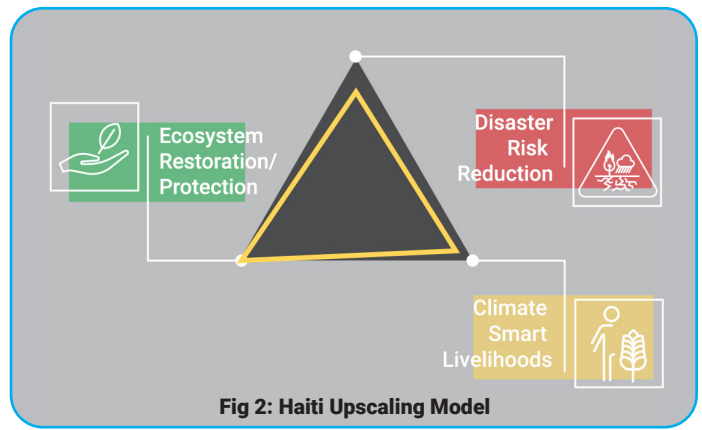 Ecosystem
Restoration/
Protection
Disaster
Risk
Reduction
Climate
Smart
Livelihoods
Fig 2: Haiti Upscaling Model